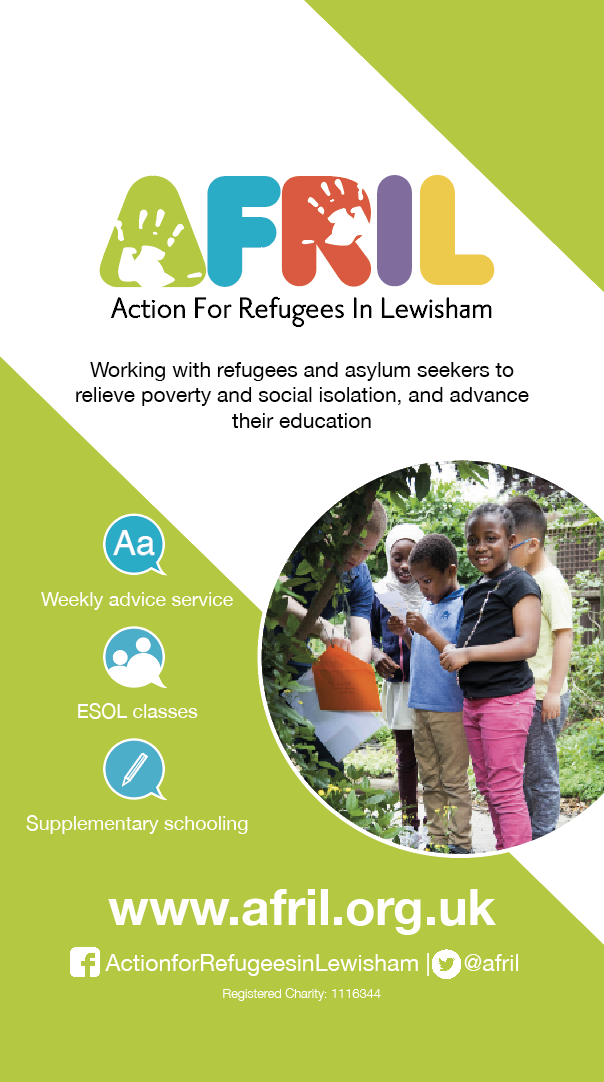 AFRIL
Action For Refugees In Lewisham
Working with refugees and asylum seekers to
relieve poverty and social isolation, and advance
their education
Aa
Weekly advice service
ESOL classes
Supplementary schooling
www.afril.org.uk
ActionforRefugeesinLewisham | @afril
Registered Charity: 1116344